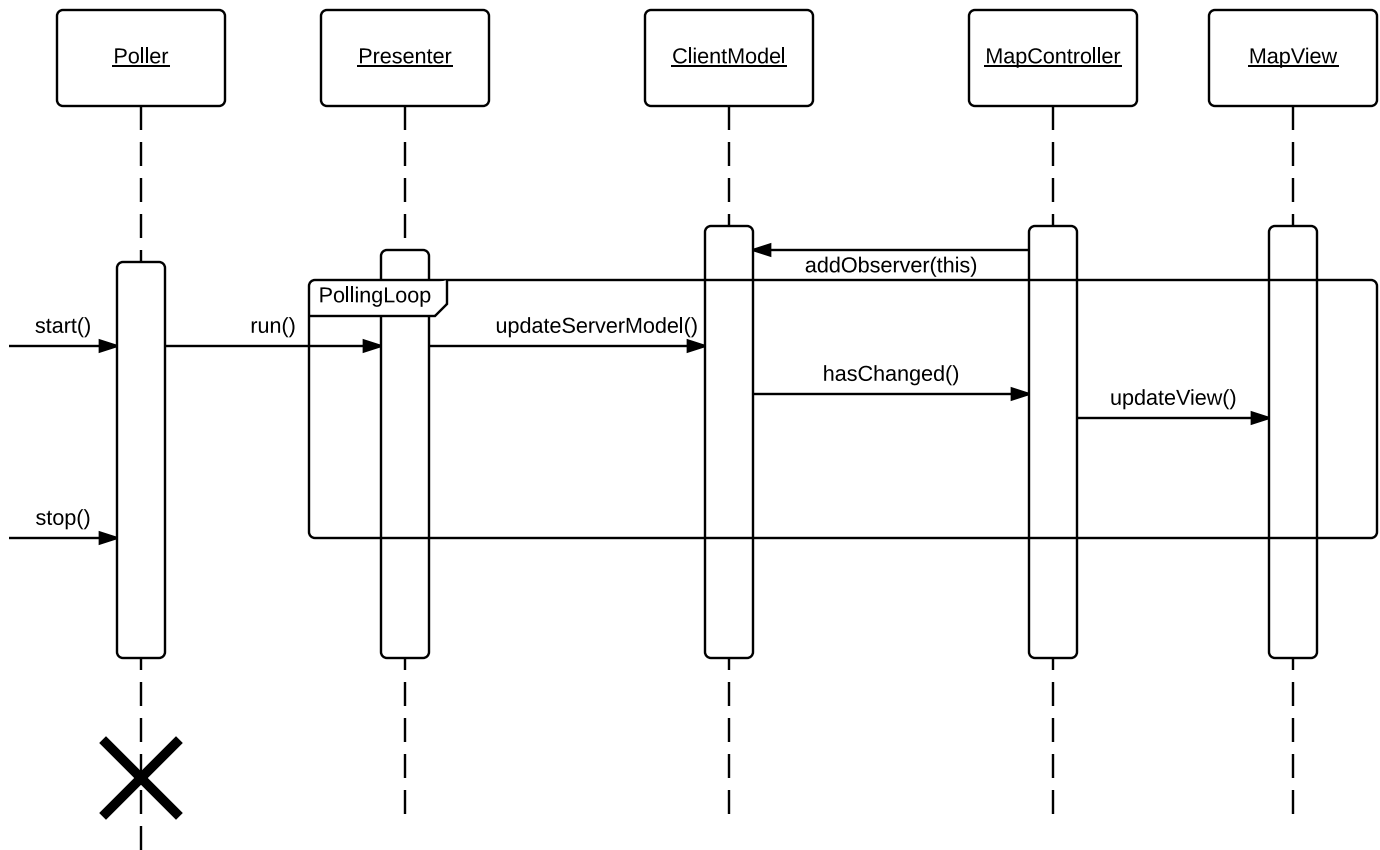 Poller
Presenter
ClientModel
MapController
MapView
addObserver(this)
PollingLoop
start()
run()
updateServerModel()
hasChanged()
updateView()
stop()